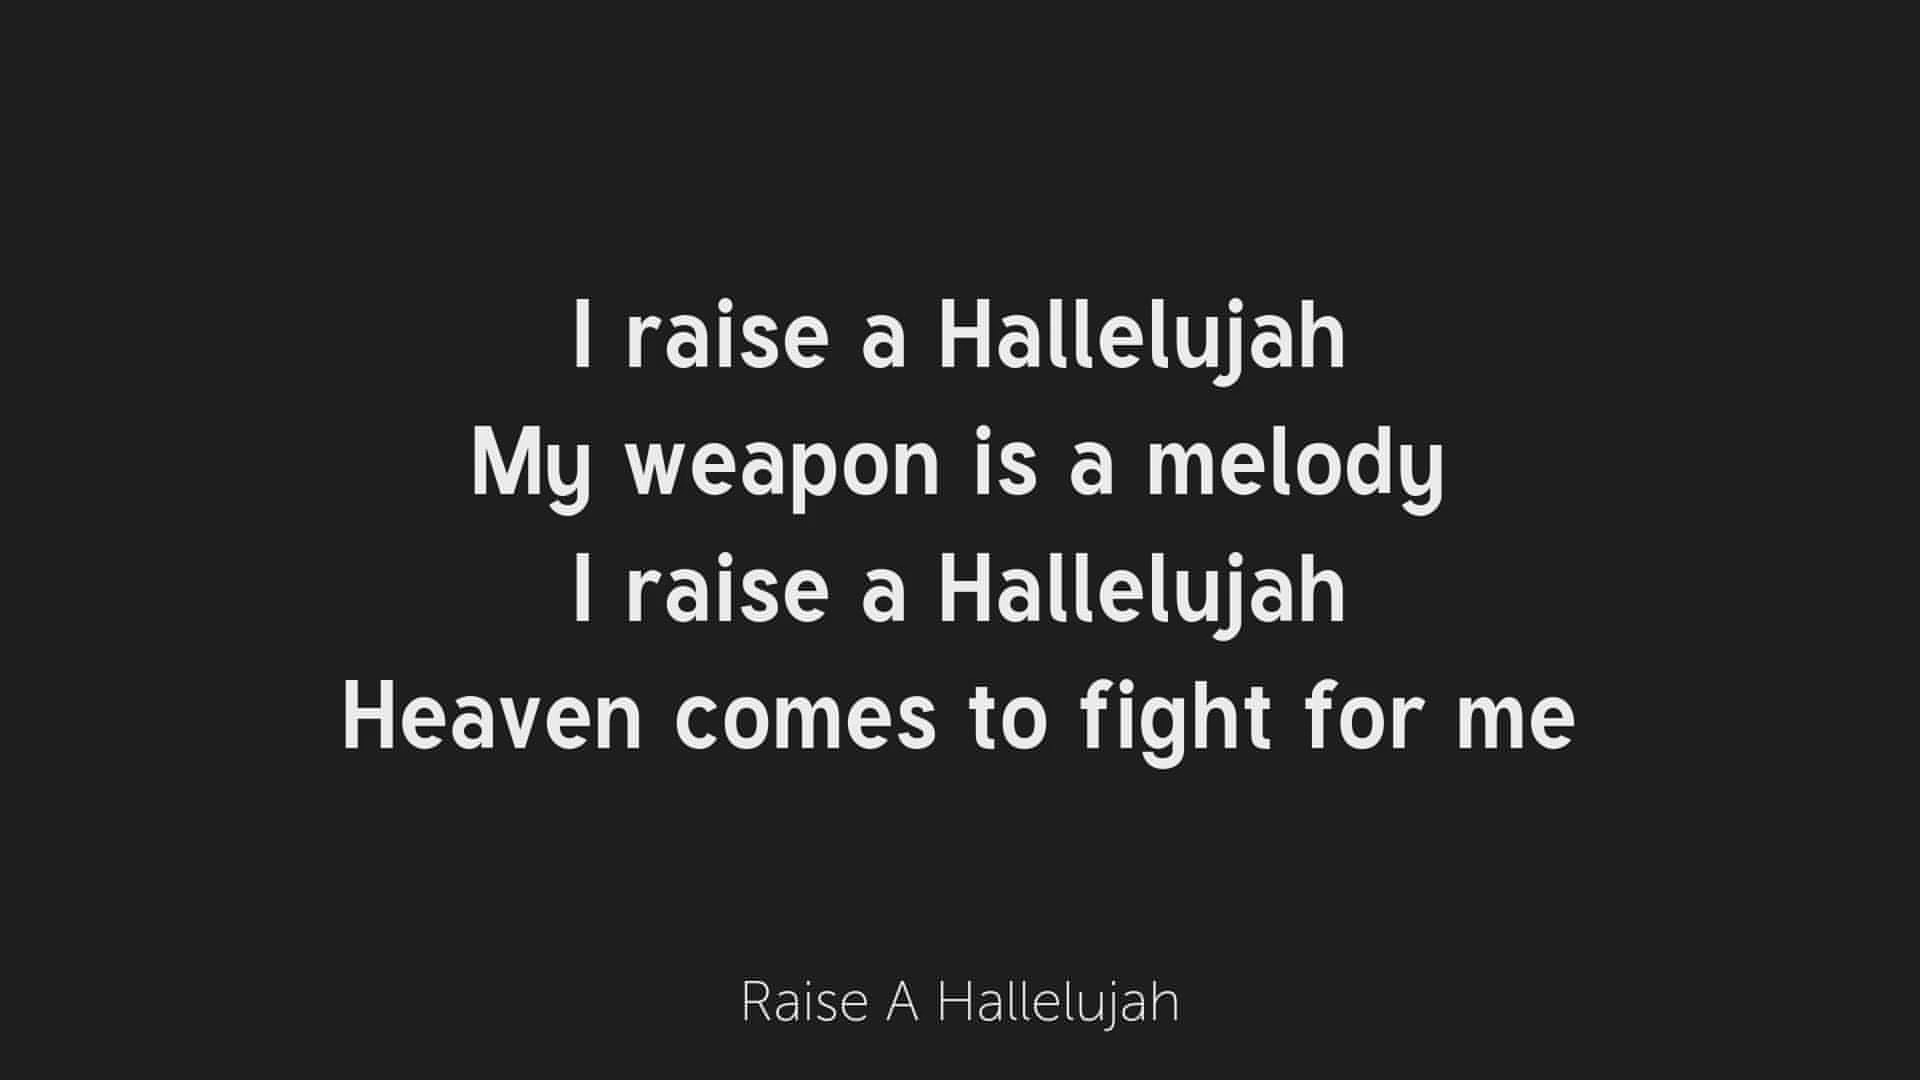 I raise a Hallelujah
My weapon is a melody
I raise a Hallelujah
Heaven comes to fight for me
Raise A Hallelujah